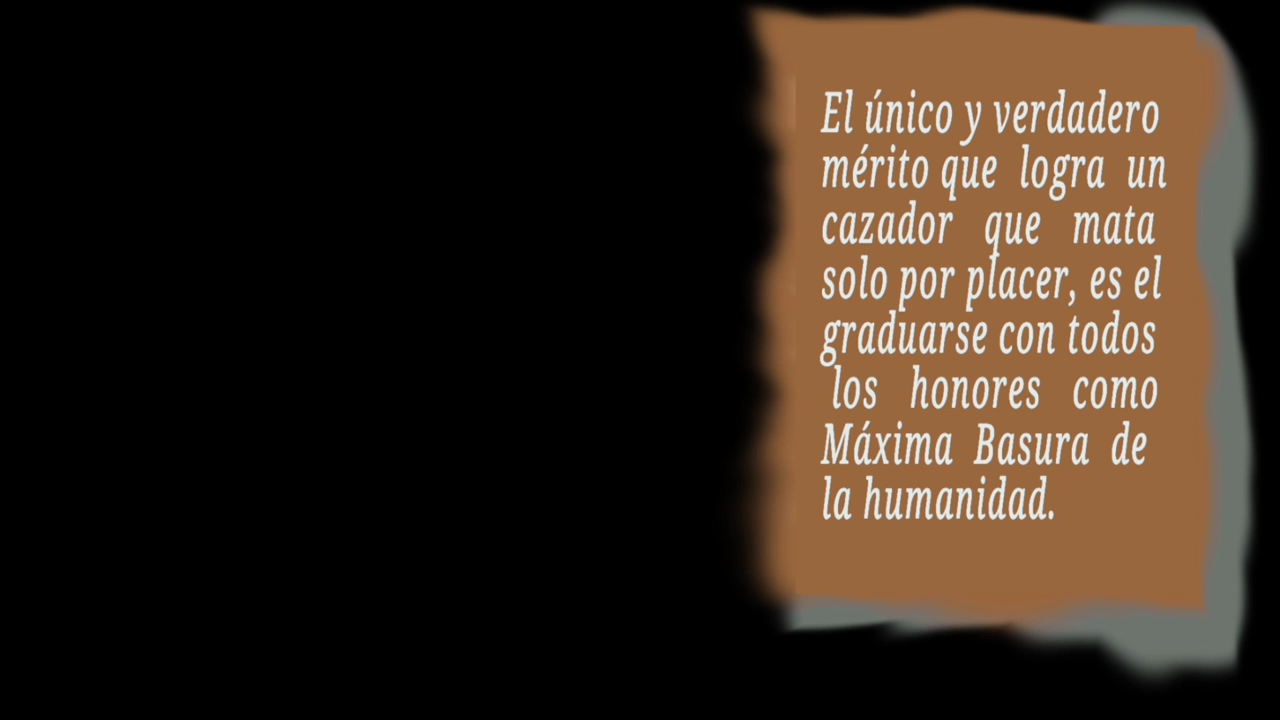 El único y verdadero
mérito que logra un
cazador que mata
solo por placer, es el
graduarse con todos
los honores como
Máxima Basura de
la humanidad.